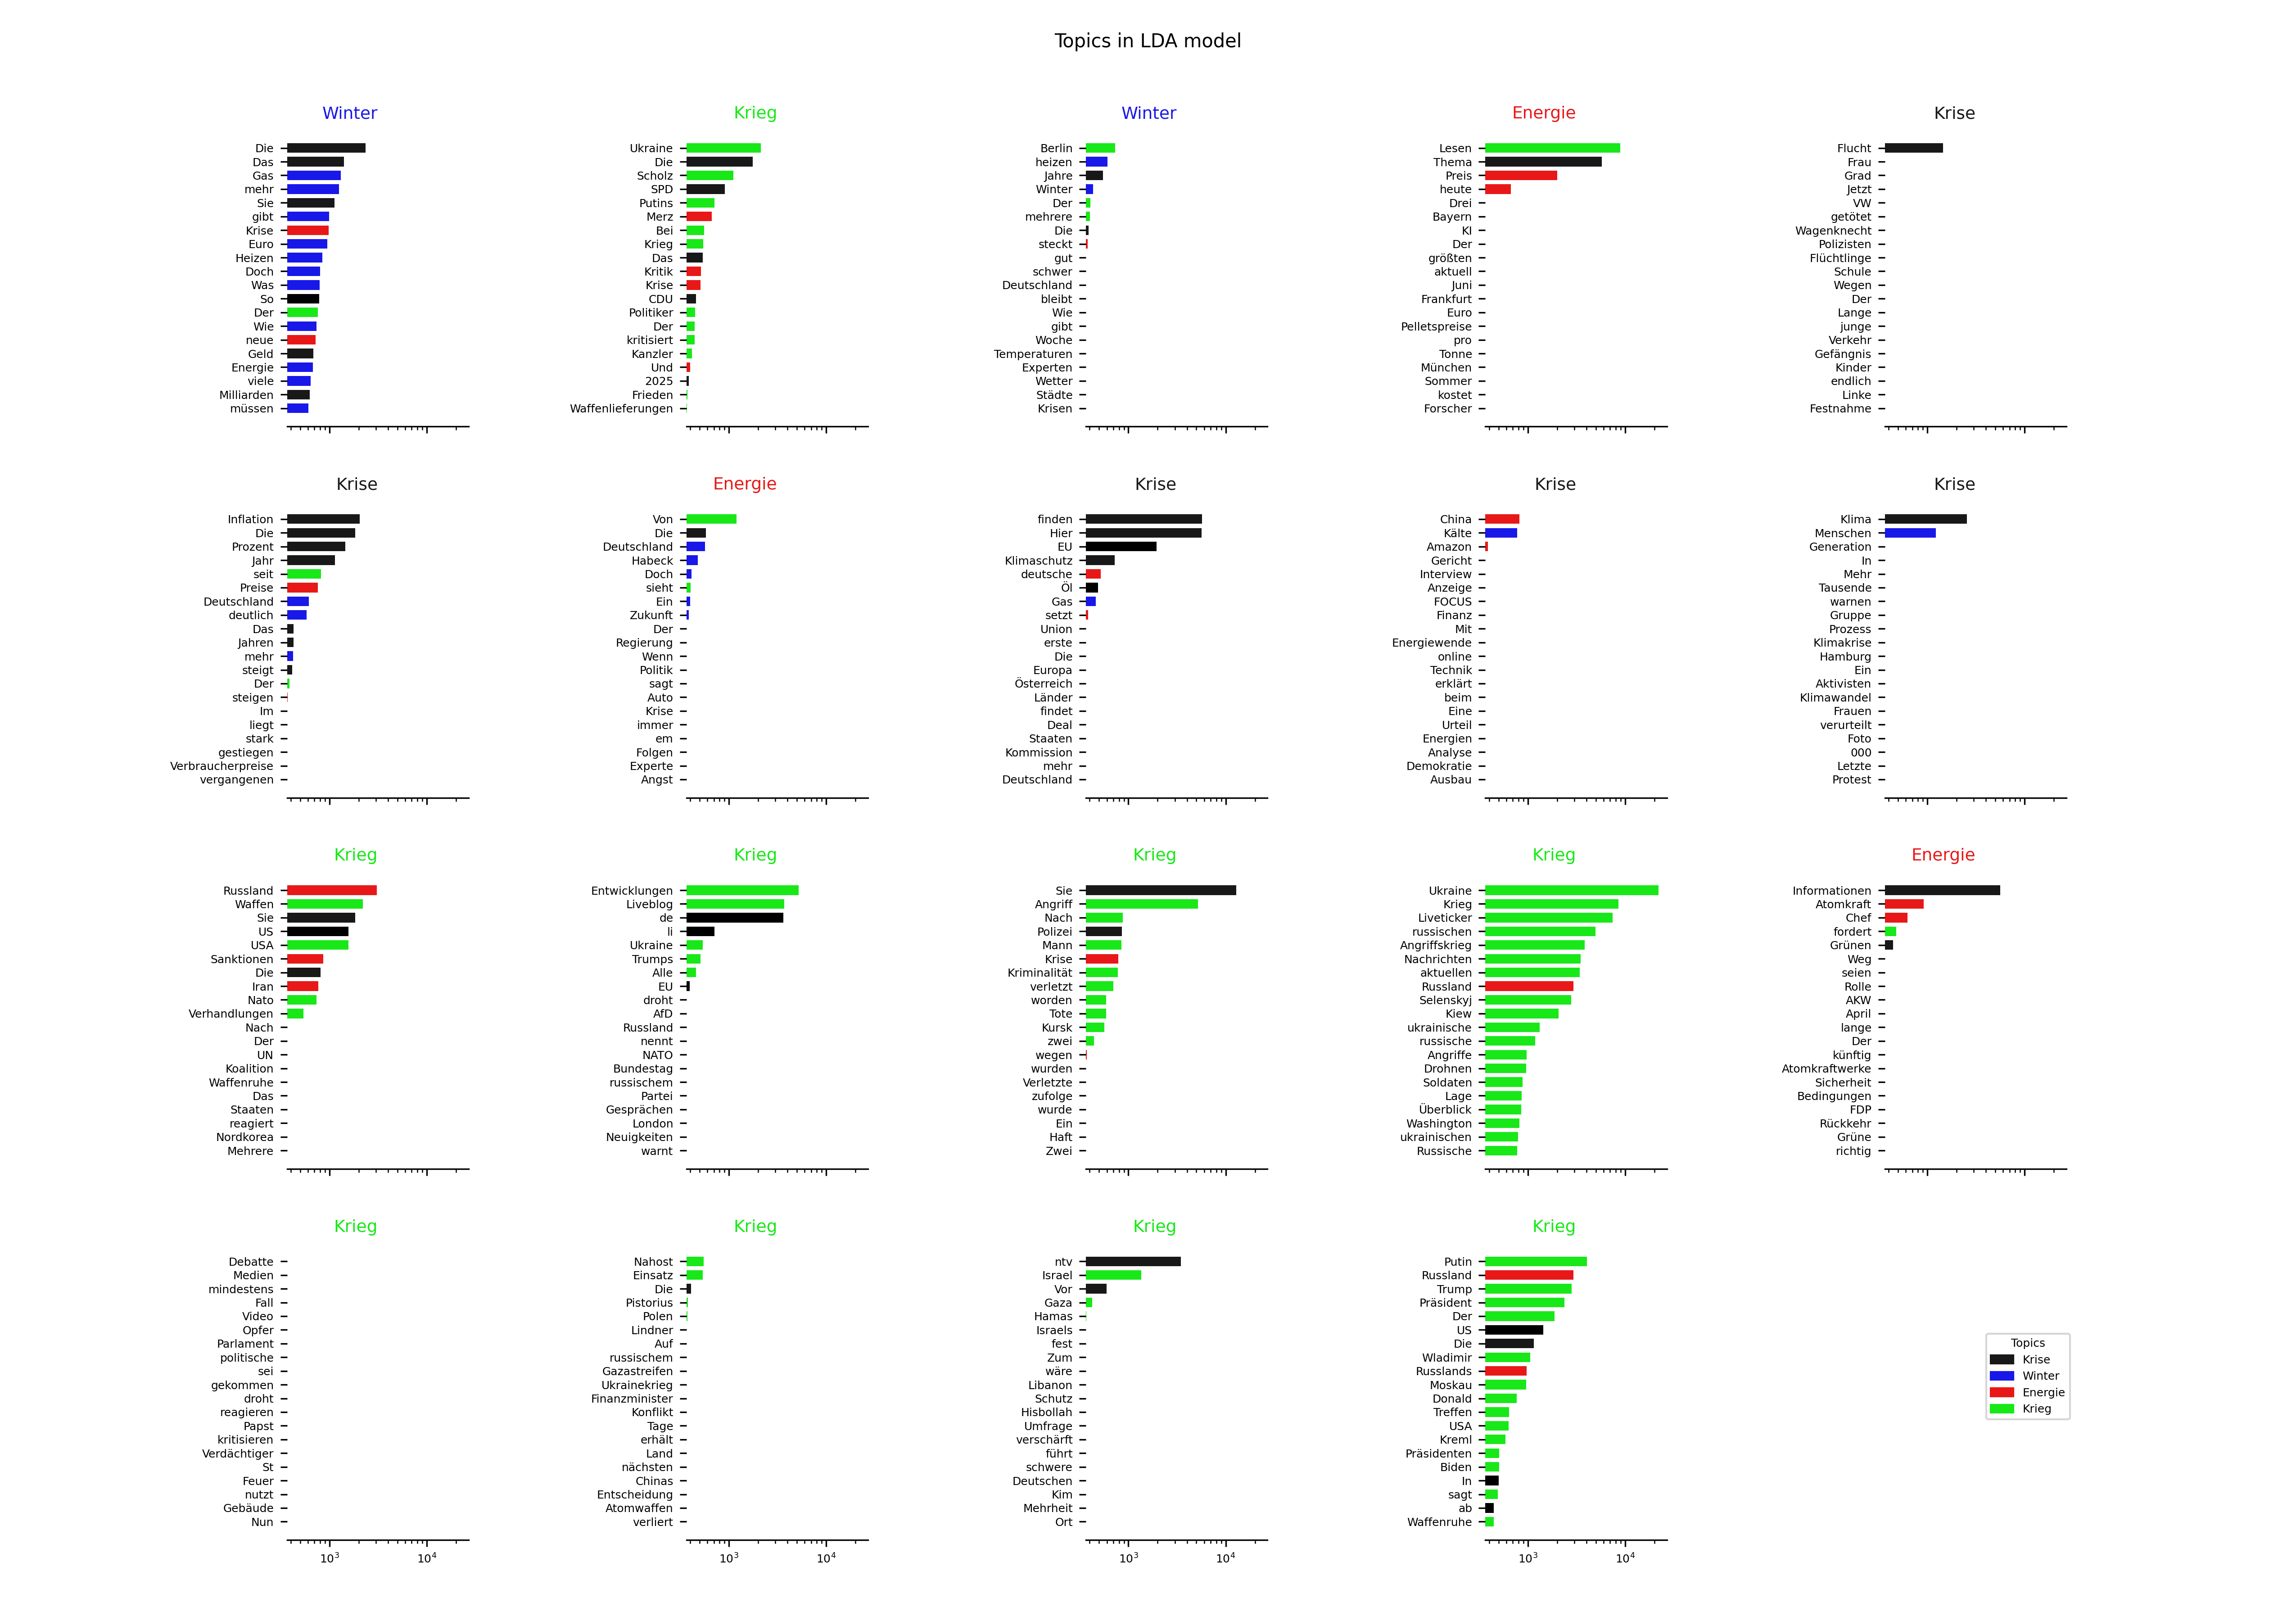 Topics in LDA model
Winter
Die
Das
Gas
mehr
Sie
gibt
Krise
Euro
Heizen
Doch
Was
So
Der
Wie
neue
Geld
Energie
viele
Milliarden
müssen
Krieg
Ukraine
Die
Scholz
SPD
Putins
Merz
Bei
Krieg
Das
Kritik
Krise
CDU
Politiker
Der
kritisiert
Kanzler
Und
2025
Frieden
Waffenlieferungen
Winter
Berlin
heizen
Jahre
Winter
Der
mehrere
Die
steckt
gut
schwer
Deutschland
bleibt
Wie
gibt
Woche
Temperaturen
Experten
Wetter
Städte
Krisen
Energie
Lesen
Thema
Preis
heute
Drei
Bayern
KI
Der
größten
aktuell
Juni
Frankfurt
Euro
Pelletspreise
pro
Tonne
München
Sommer
kostet
Forscher
Krise
Flucht
Frau
Grad
Jetzt
VW
getötet
Wagenknecht
Polizisten
Flüchtlinge
Schule
Wegen
Der
Lange
junge
Verkehr
Gefängnis
Kinder
endlich
Linke
Festnahme
Krise
Inflation
Die
Prozent
Jahr
seit
Preise
Deutschland
deutlich
Das
Jahren
mehr
steigt
Der
steigen
Im
liegt
stark
gestiegen
Verbraucherpreise
vergangenen
Energie
Von
Die
Deutschland
Habeck
Doch
sieht
Ein
Zukunft
Der
Regierung
Wenn
Politik
sagt
Auto
Krise
immer
em
Folgen
Experte
Angst
Krise
finden
Hier
EU
Klimaschutz
deutsche
Öl
Gas
setzt
Union
erste
Die
Europa
Österreich
Länder
findet
Deal
Staaten
Kommission
mehr
Deutschland
Krise
China
Kälte
Amazon
Gericht
Interview
Anzeige
FOCUS
Finanz
Mit
Energiewende
online
Technik
erklärt
beim
Eine
Urteil
Energien
Analyse
Demokratie
Ausbau
Krise
Klima
Menschen
Generation
In
Mehr
Tausende
warnen
Gruppe
Prozess
Klimakrise
Hamburg
Ein
Aktivisten
Klimawandel
Frauen
verurteilt
Foto
000
Letzte
Protest
Krieg
Russland
Waffen
Sie
US
USA
Sanktionen
Die
Iran
Nato
Verhandlungen
Nach
Der
UN
Koalition
Waffenruhe
Das
Staaten
reagiert
Nordkorea
Mehrere
Krieg
Entwicklungen
Liveblog
de
li
Ukraine
Trumps
Alle
EU
droht
AfD
Russland
nennt
NATO
Bundestag
russischem
Partei
Gesprächen
London
Neuigkeiten
warnt
Krieg
Sie
Angriff
Nach
Polizei
Mann
Krise
Kriminalität
verletzt
worden
Tote
Kursk
zwei
wegen
wurden
Verletzte
zufolge
wurde
Ein
Haft
Zwei
Krieg
Ukraine
Krieg
Liveticker
russischen
Angriffskrieg
Nachrichten
aktuellen
Russland
Selenskyj
Kiew
ukrainische
russische
Angriffe
Drohnen
Soldaten
Lage
Überblick
Washington
ukrainischen
Russische
Energie
Informationen
Atomkraft
Chef
fordert
Grünen
Weg
seien
Rolle
AKW
April
lange
Der
künftig
Atomkraftwerke
Sicherheit
Bedingungen
FDP
Rückkehr
Grüne
richtig
Krieg
Debatte
Medien
mindestens
Fall
Video
Opfer
Parlament
politische
sei
gekommen
droht
reagieren
Papst
kritisieren
Verdächtiger
St
Feuer
nutzt
Gebäude
Nun
10³ 10⁴
Krieg
Nahost
Einsatz
Die
Pistorius
Polen
Lindner
Auf
russischem
Gazastreifen
Ukrainekrieg
Finanzminister
Konflikt
Tage
erhält
Land
nächsten
Chinas
Entscheidung
Atomwaffen
verliert
10³ 10⁴
Krieg
ntv
Israel
Vor
Gaza
Hamas
Israels
fest
Zum
wäre
Libanon
Schutz
Hisbollah
Umfrage
verschärft
führt
schwere
Deutschen
Kim
Mehrheit
Ort
10³ 10⁴
Krieg
Putin
Russland
Trump
Präsident
Der
US
Die
Wladimir
Russlands
Moskau
Donald
Treffen
USA
Kreml
Präsidenten
Biden
In
sagt
ab
Waffenruhe
10³ 10⁴
Topics
Krise
Winter
Energie
Krieg